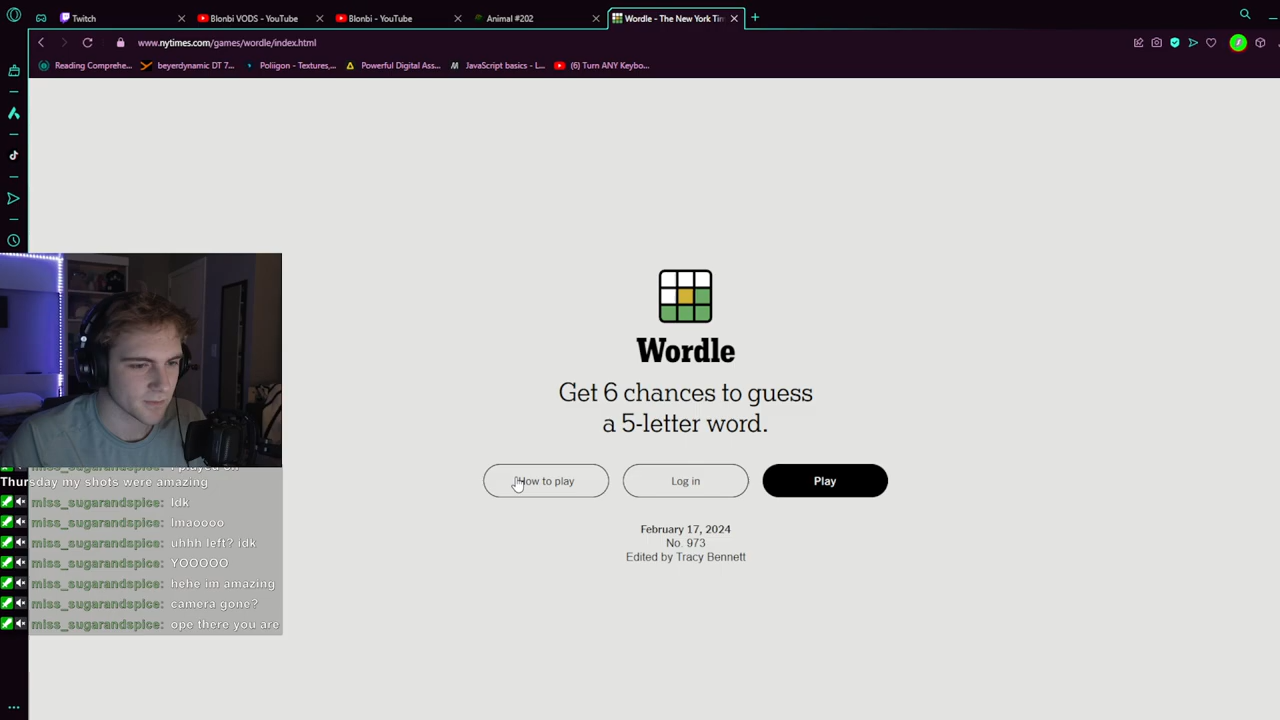 Twitch
Blonbi VODS - YouTube
Blonbi - YouTube
Animal #202
Wordle - The New York Tim
www.nytimes.com/games/wordle/index.html
Reading Comprehe...
beyerdynamic DT 7...
Poliigon - Textures,...
Powerful Digital Ass...
JavaScript basics - L...
(6) Turn ANY Keybo...
Wordle
Get 6 chances to guess
a 5-letter word.
How to play
Log in
Play
February 17, 2024
No. 973
Edited by Tracy Bennett
Thursday my shots were amazing
miss_sugarandspice: Idk
miss_sugarandspice: lmaoooo
miss_sugarandspice: uhhh left? idk
miss_sugarandspice: YOOOOO
miss_sugarandspice: hehe im amazing
miss_sugarandspice: camera gone?
miss_sugarandspice: ope there you are